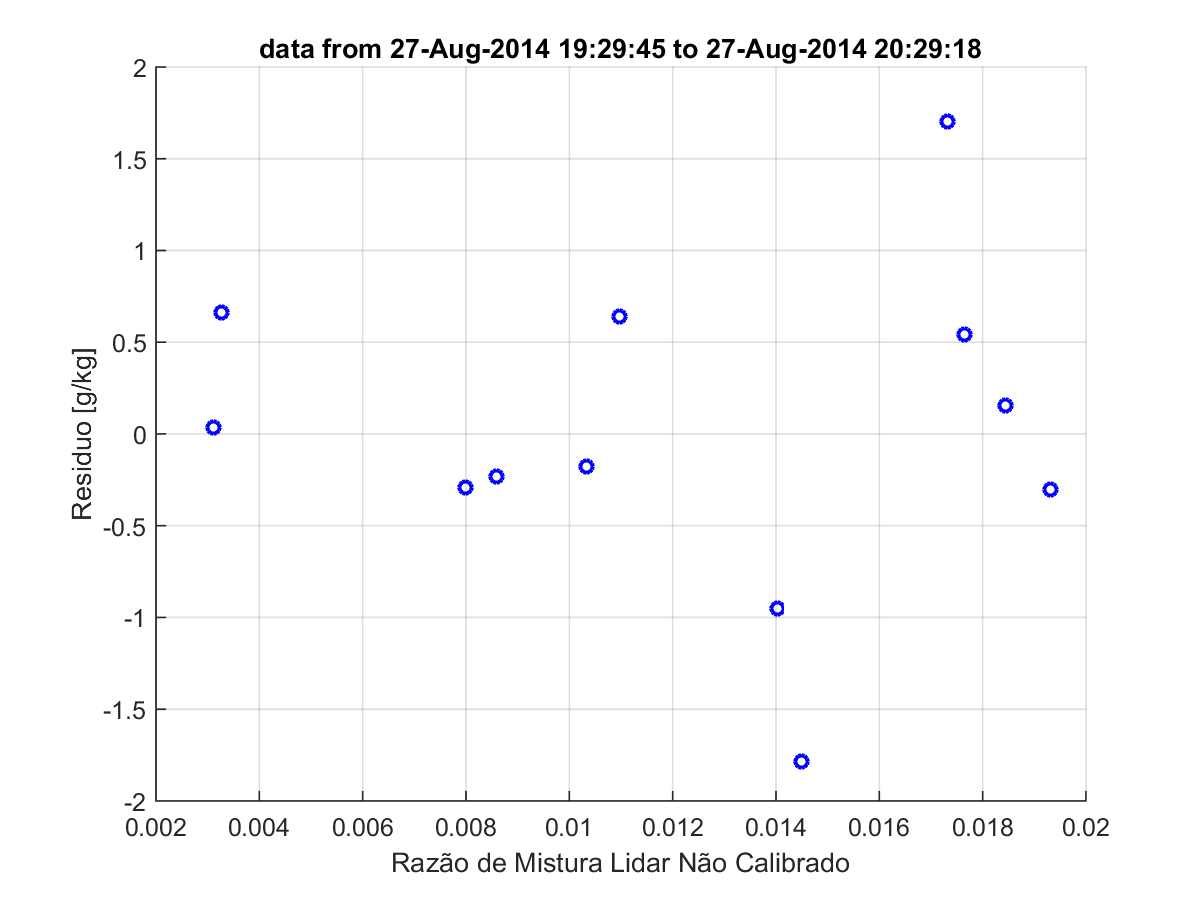 data from 27-Aug-2014 19:29:45 to 27-Aug-2014 20:29:18
2
1.5
1
0.5
0
-0.5
-1
-1.5
-2
Residuo [g/kg]
0.002 0.004 0.006 0.008 0.01 0.012 0.014 0.016 0.018 0.02
Razão de Mistura Lidar Não Calibrado